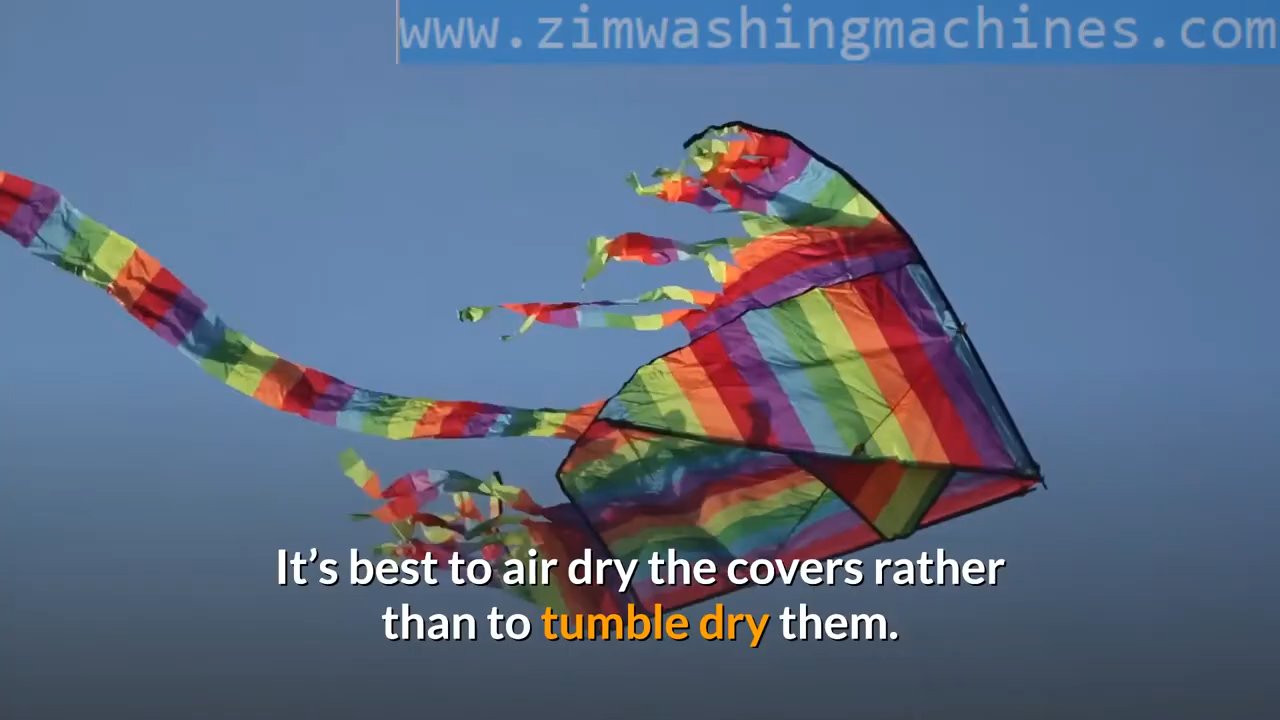 www.zimwashingmachines.com
It’s best to air dry the covers rather
than to tumble dry them.